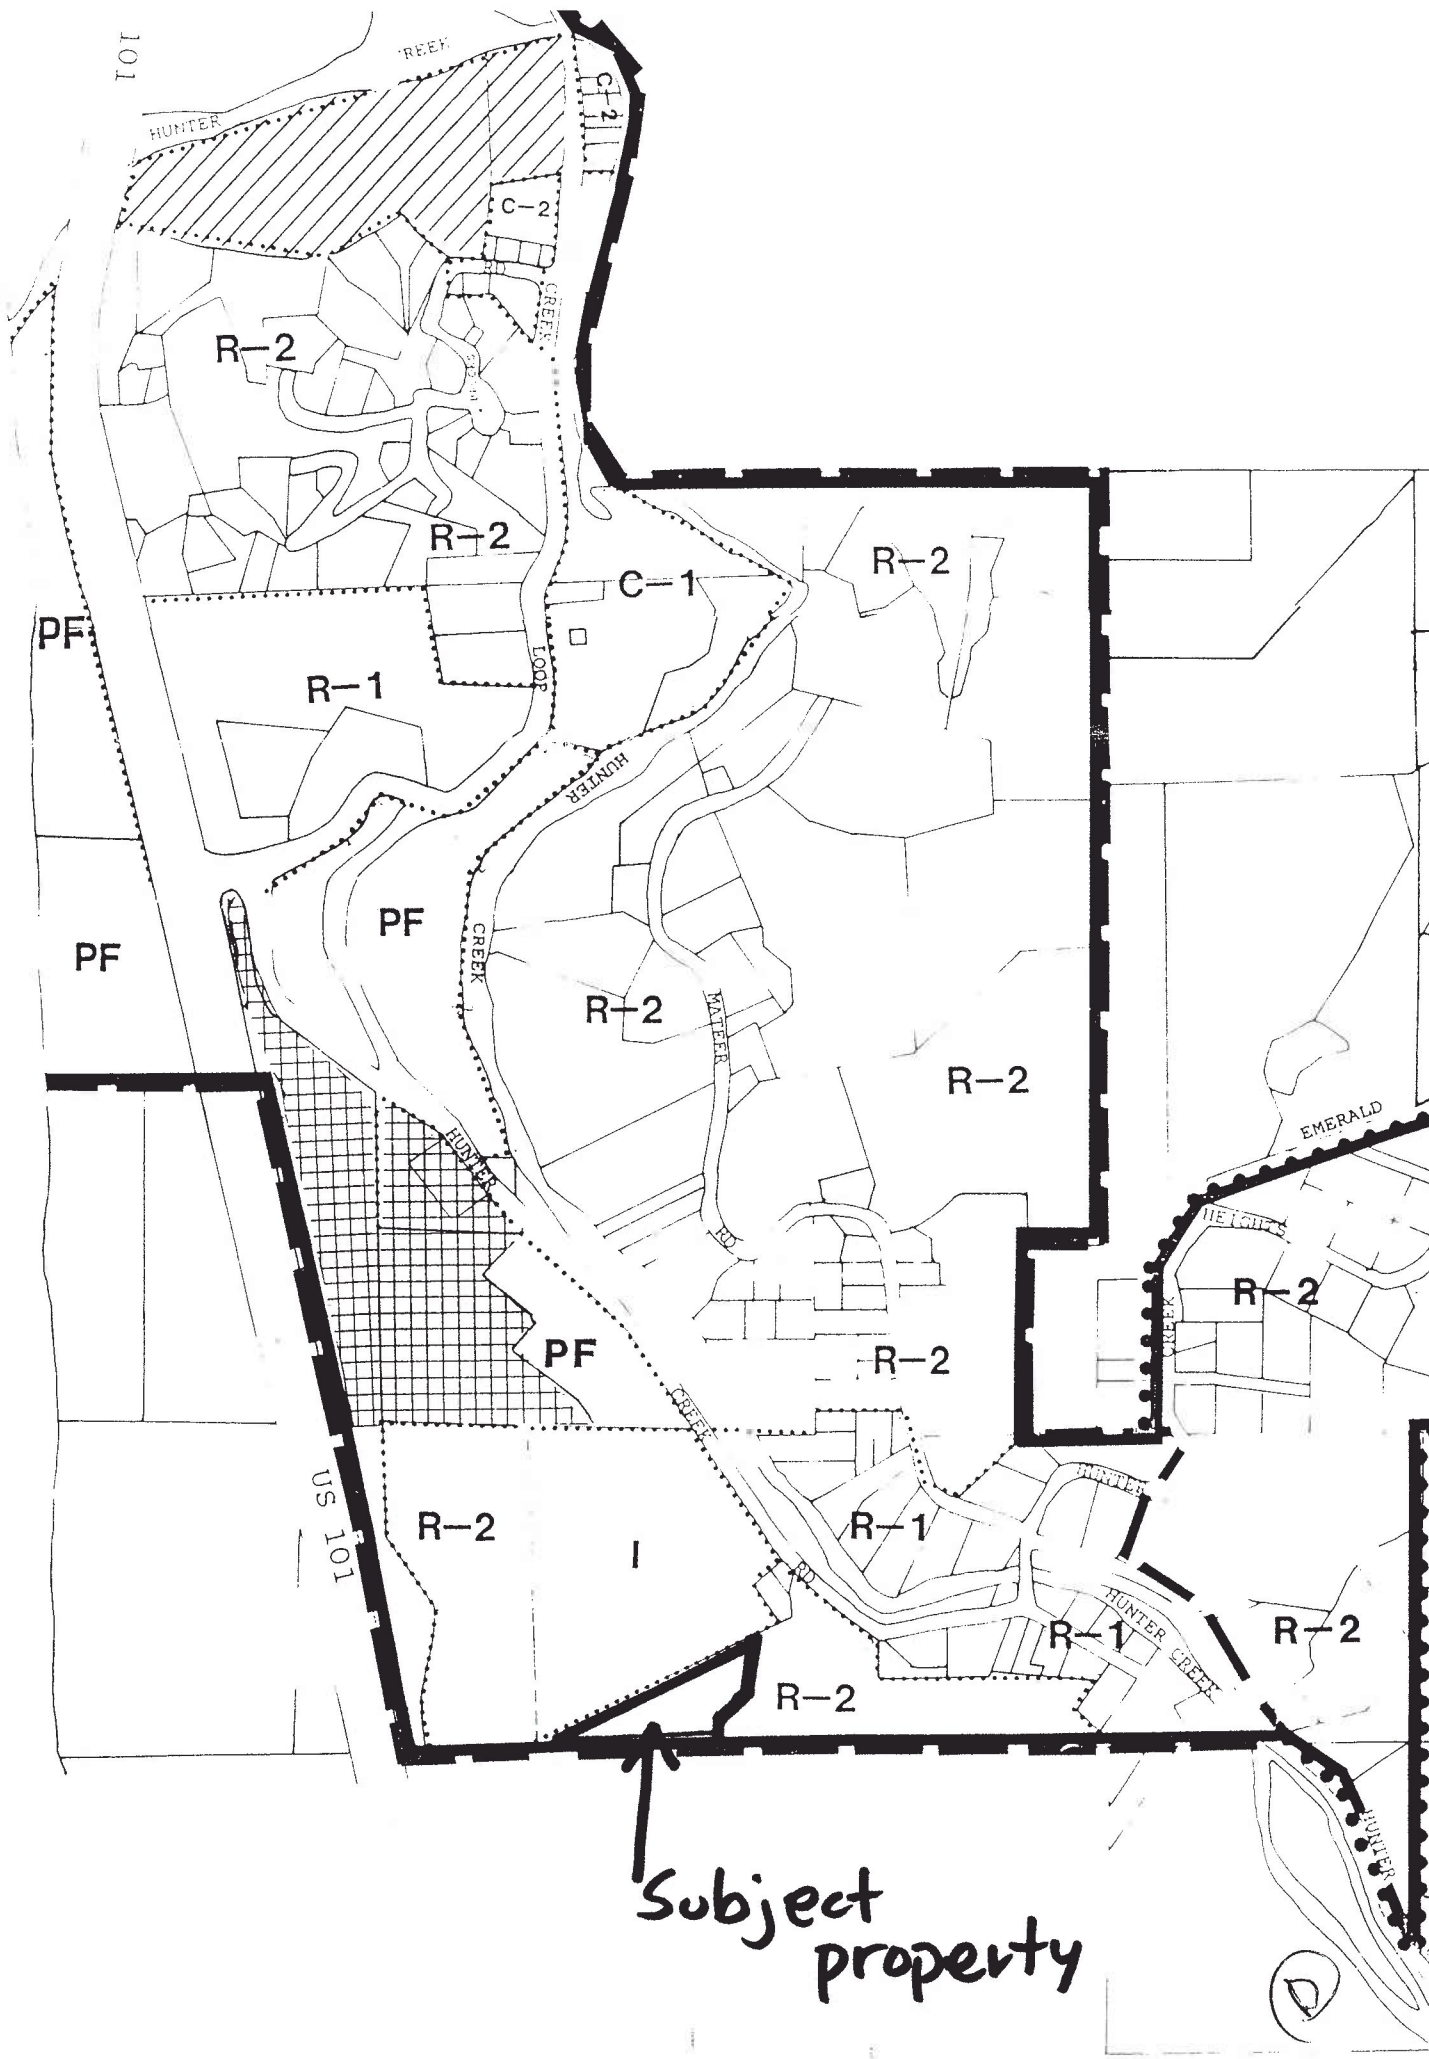 101
CREEK
HUNTER
C-2
C-2
RD
CREEK
R-2
R-2
R-2
C-1
PF
LOOP
R-1
HUNTER
PF
CREEK
PF
R-2
MATEER
R-2
EMERALD
HUNTER
HEIGHTS
RD
R-2
CREEK
PF
R-2
CREEK
HUNTER
US 101
R-2
R-1
I
RD
HUNTER CREEK
R-1
R-2
R-2
HUNTER
Subject
property
D